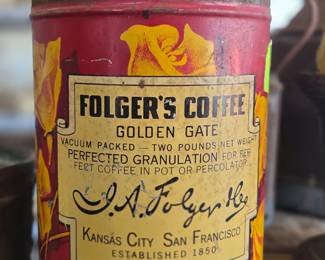 FOLGER'S COFFEE
GOLDEN GATE
VACUUM PACKED — TWO POUNDS NET WEIGHT
PERFECTED GRANULATION FOR PER-
FECT COFFEE IN POT OR PERCOLATOR
J.A. Folger & Co
KANSAS CITY SAN FRANCISCO
ESTABLISHED 1850